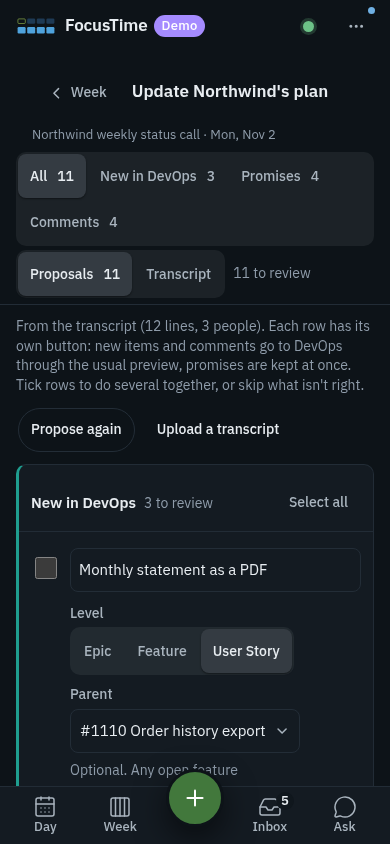 FocusTime Demo
Week Update Northwind's plan
Northwind weekly status call · Mon, Nov 2
All 11 New in DevOps 3 Promises 4
Comments 4
Proposals 11 Transcript 11 to review
From the transcript (12 lines, 3 people). Each row has its
own button: new items and comments go to DevOps
through the usual preview, promises are kept at once.
Tick rows to do several together, or skip what isn't right.
Propose again Upload a transcript
New in DevOps 3 to review Select all
Monthly statement as a PDF
Level
Epic Feature User Story
Parent
#1110 Order history export
Optional. Any open feature
5
Day Week Inbox Ask